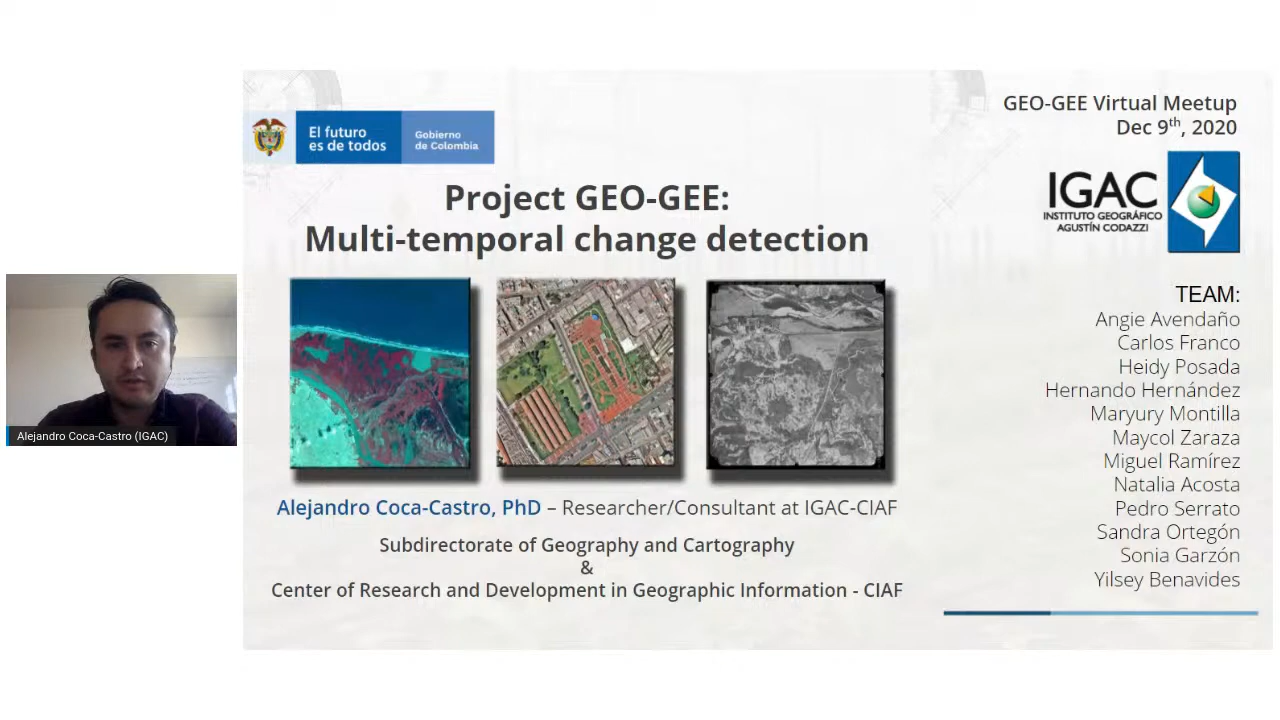 GEO-GEE Virtual Meetup
Dec 9th, 2020
El futuro
es de todos
Gobierno
de Colombia
IGAC
INSTITUTO GEOGRÁFICO
AGUSTÍN CODAZZI
Project GEO-GEE:
Multi-temporal change detection
TEAM:
Angie Avendaño
Carlos Franco
Heidy Posada
Hernando Hernández
Maryury Montilla
Maycol Zaraza
Miguel Ramírez
Natalia Acosta
Pedro Serrato
Sandra Ortegón
Sonia Garzón
Yilsey Benavides
Alejandro Coca-Castro (IGAC)
Alejandro Coca-Castro, PhD – Researcher/Consultant at IGAC-CIAF
Subdirectorate of Geography and Cartography
&
Center of Research and Development in Geographic Information - CIAF